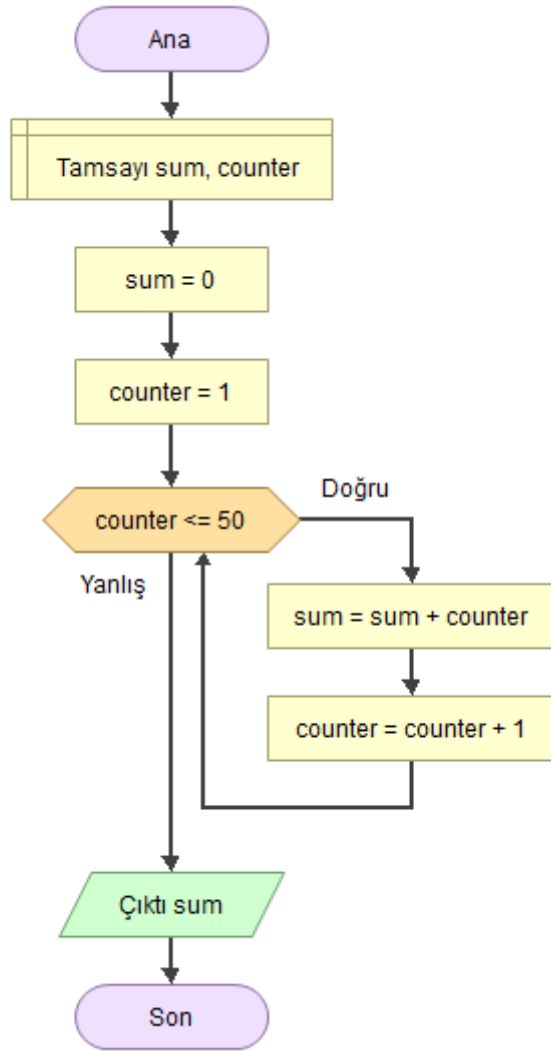 Ana
Tamsayı sum, counter
sum = 0
counter = 1
counter <= 50
Doğru
Yanlış
sum = sum + counter
counter = counter + 1
Çıktı sum
Son